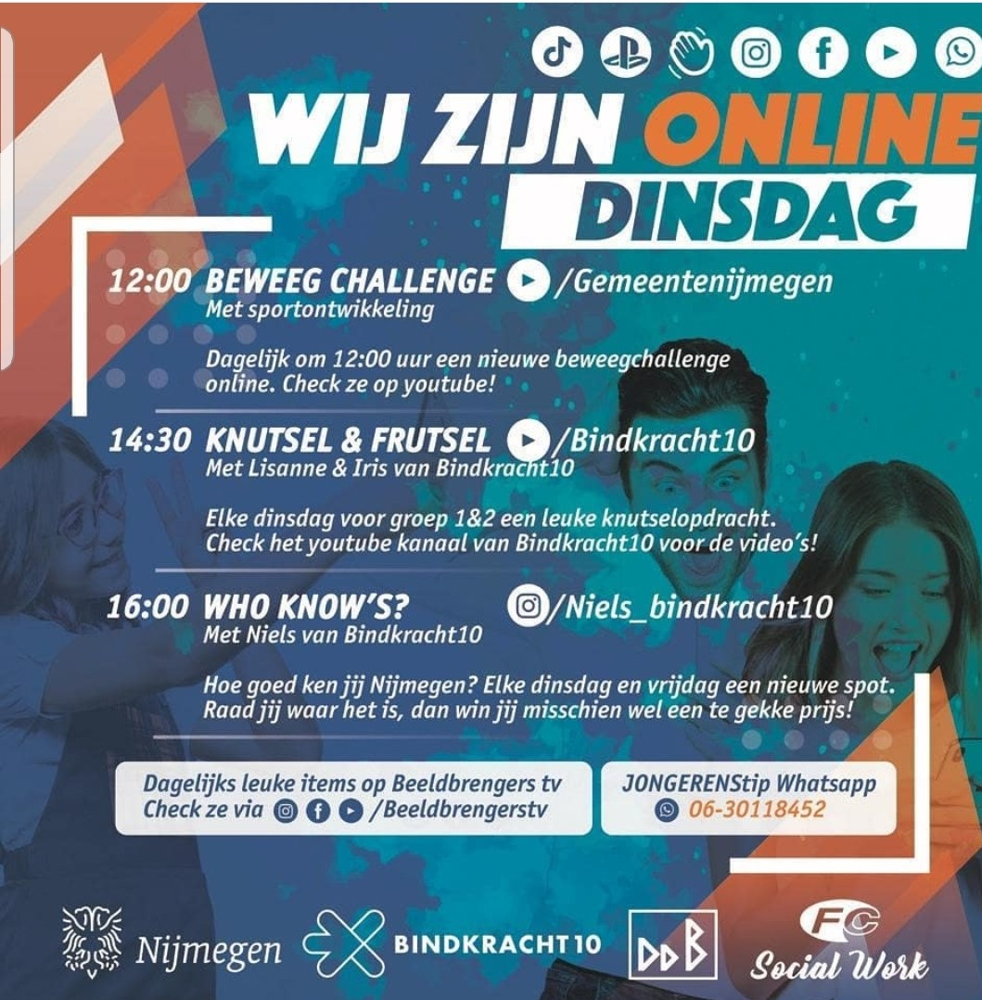 WIJ ZIJN ONLINE
DINSDAG
12:00 BEWEEG CHALLENGE /Gemeentenijmegen
Met sportontwikkeling
Dagelijk om 12:00 uur een nieuwe beweegchallenge
online. Check ze op youtube!
14:30 KNUTSEL & FRUTSEL /Bindkracht10
Met Lisanne & Iris van Bindkracht10
Elke dinsdag voor groep 1&2 een leuke knutselopdracht.
Check het youtube kanaal van Bindkracht10 voor de video's!
16:00 WHO KNOW'S? /Niels_bindkracht10
Met Niels van Bindkracht10
Hoe goed ken jij Nijmegen? Elke dinsdag en vrijdag een nieuwe spot.
Raad jij waar het is, dan win jij misschien wel een te gekke prijs!
Dagelijks leuke items op Beeldbrengers tv
Check ze via /Beeldbrengerstv
JONGERENStip Whatsapp
06-30118452
Nijmegen
BINDKRACHT10
DDB
FC
Social Work